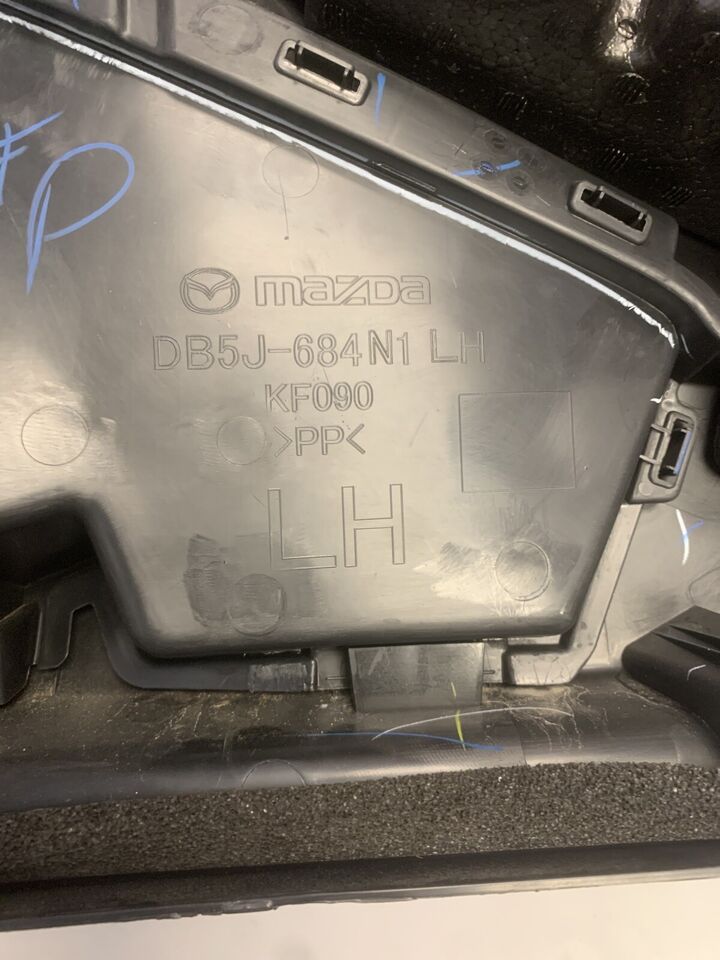 P
mazda
DB5J-684N1 LH
KF090
>PP<
LH